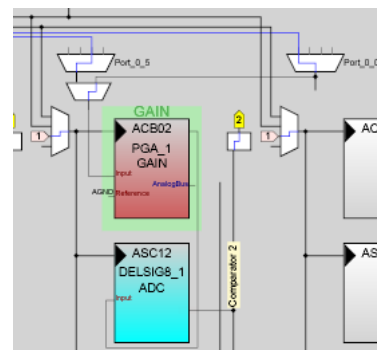 Port_0_5
Port_0_0
GAIN
2
1
ACB02
PGA_1
GAIN
Input
AnalogBus
AGND
Reference
1
AC
ASC12
DELSIG8_1
ADC
Input
Comparator 2
AS